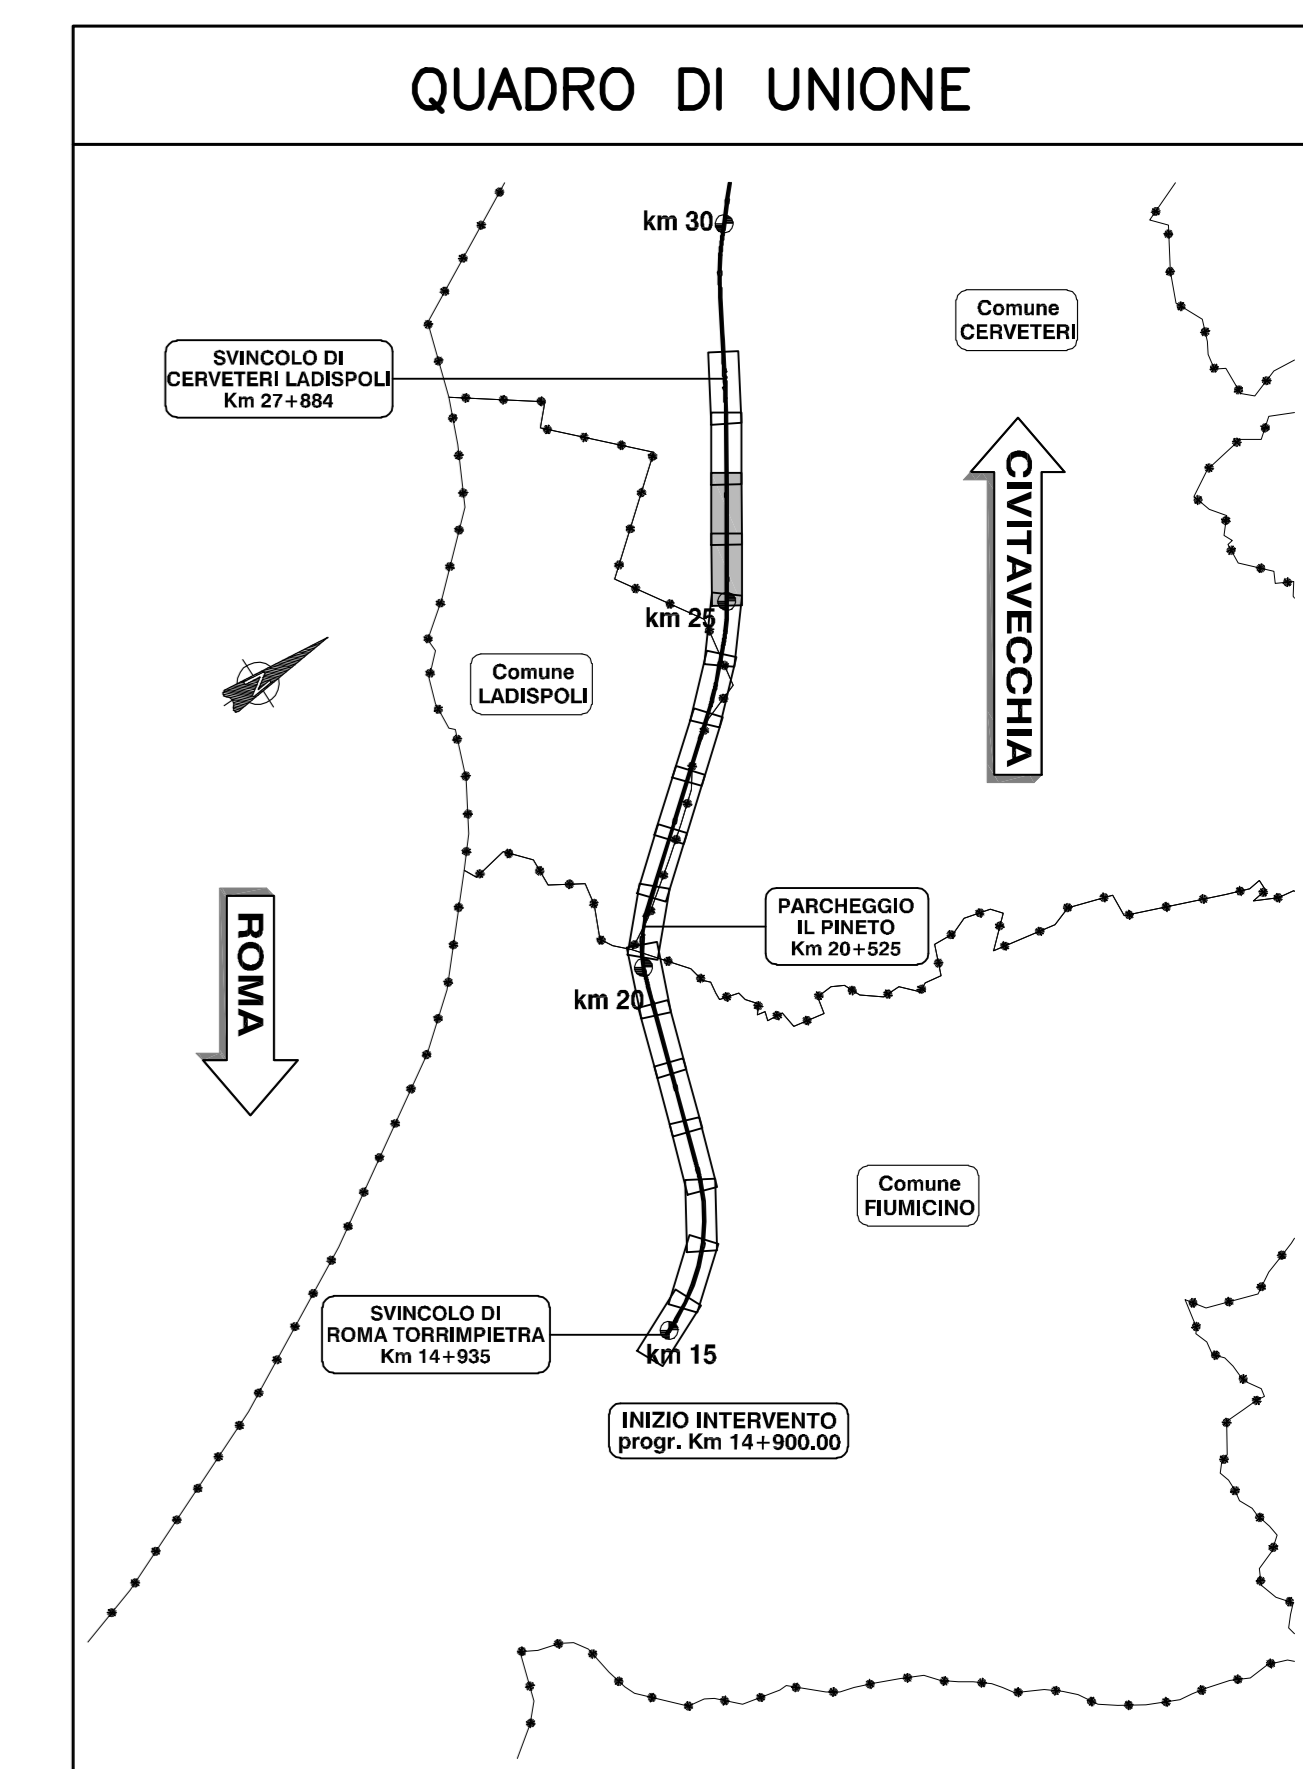 QUADRO DI UNIONE
km 30
Comune
CERVETERI
SVINCOLO DI
CERVETERI LADISPOLI
Km 27+884
CIVITAVECCHIA
km 25
Comune
LADISPOLI
N
PARCHEGGIO
IL PINETO
Km 20+525
ROMA
km 20
Comune
FIUMICINO
SVINCOLO DI
ROMA TORRIMPIETRA
Km 14+935
km 15
INIZIO INTERVENTO
progr. Km 14+900.00